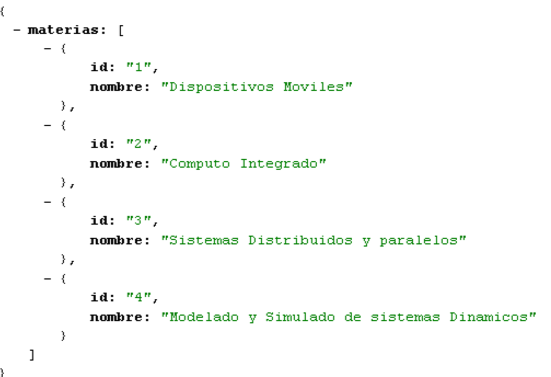 {
- materias: [
- {
id: "1",
nombre: "Dispositivos Moviles"
},
- {
id: "2",
nombre: "Computo Integrado"
},
- {
id: "3",
nombre: "Sistemas Distribuidos y paralelos"
},
- {
id: "4",
nombre: "Modelado y Simulado de sistemas Dinamicos"
}
]
}